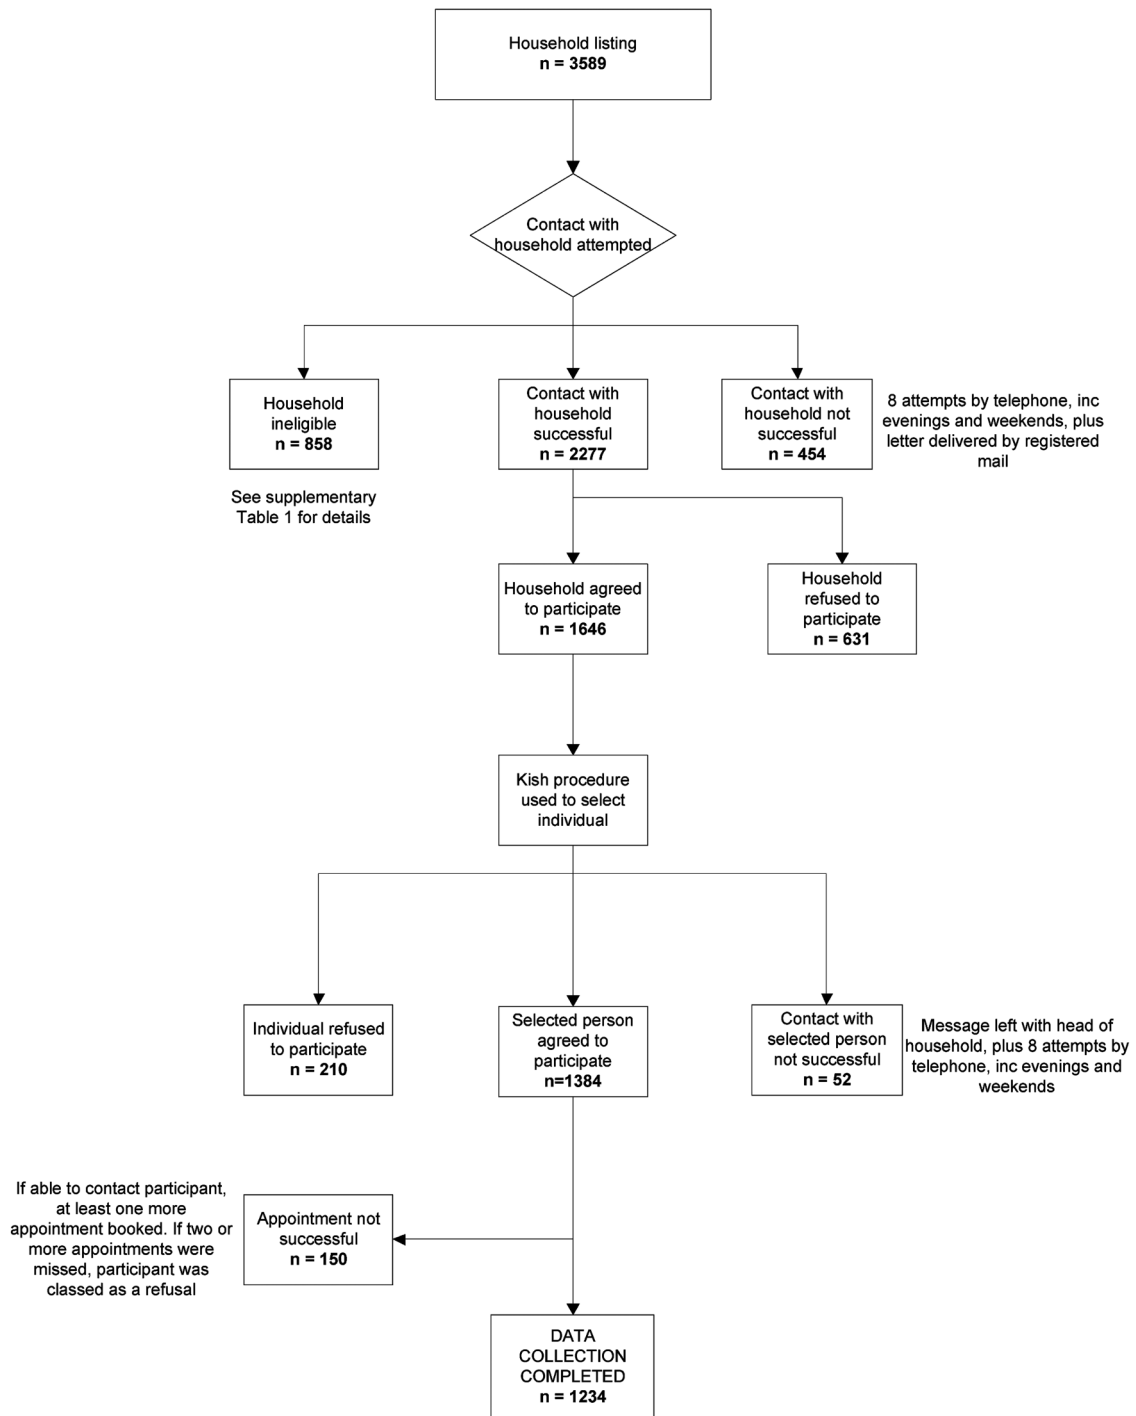 Household listing
n = 3589
Contact with
household attempted
Household
ineligible
n = 858
Contact with
household
successful
n = 2277
Contact with
household not
successful
n = 454
8 attempts by telephone, inc
evenings and weekends, plus
letter delivered by registered
mail
See supplementary
Table 1 for details
Household agreed
to participate
n = 1646
Household
refused to
participate
n = 631
Kish procedure
used to select
individual
Individual refused
to participate
n = 210
Selected person
agreed to
participate
n=1384
Contact with
selected person
not successful
n = 52
Message left with head of
household, plus 8 attempts by
telephone, inc evenings and
weekends
If able to contact participant,
at least one more
appointment booked. If two or
more appointments were
missed, participant was
classed as a refusal
Appointment not
successful
n = 150
DATA
COLLECTION
COMPLETED
n = 1234